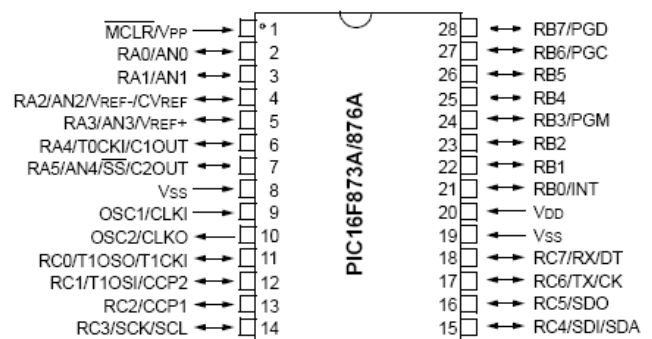 MCLR/VPP 1 28 RB7/PGD
RA0/AN0 2 27 RB6/PGC
RA1/AN1 3 26 RB5
RA2/AN2/VREF-/CVREF 4 25 RB4
RA3/AN3/VREF+ 5 24 RB3/PGM
RA4/T0CKI/C1OUT 6 23 RB2
RA5/AN4/SS/C2OUT 7 22 RB1
VSS 8 21 RB0/INT
OSC1/CLKI 9 20 VDD
OSC2/CLKO 10 19 VSS
RC0/T1OSO/T1CKI 11 18 RC7/RX/DT
RC1/T1OSI/CCP2 12 17 RC6/TX/CK
RC2/CCP1 13 16 RC5/SDO
RC3/SCK/SCL 14 15 RC4/SDI/SDA
PIC16F873A/876A